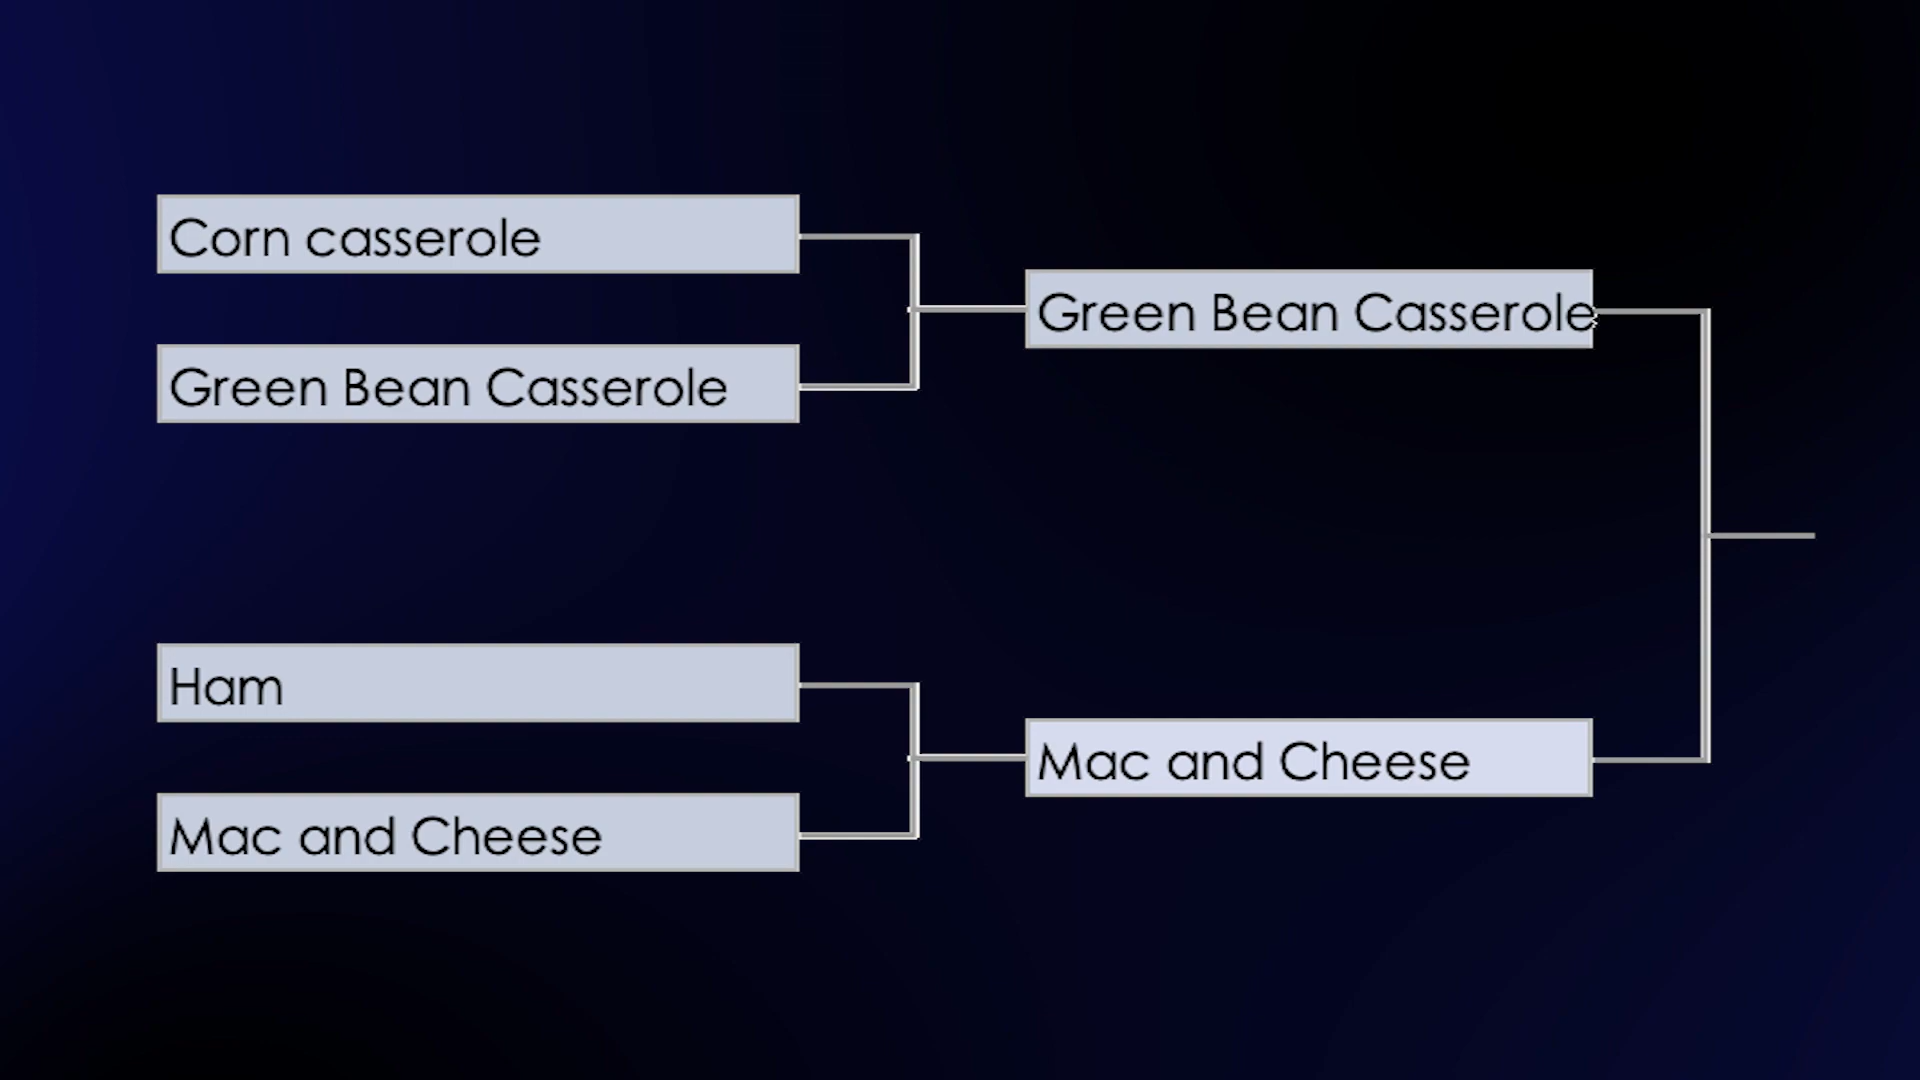 Corn casserole
Green Bean Casserole
Green Bean Casserole
Ham
Mac and Cheese
Mac and Cheese